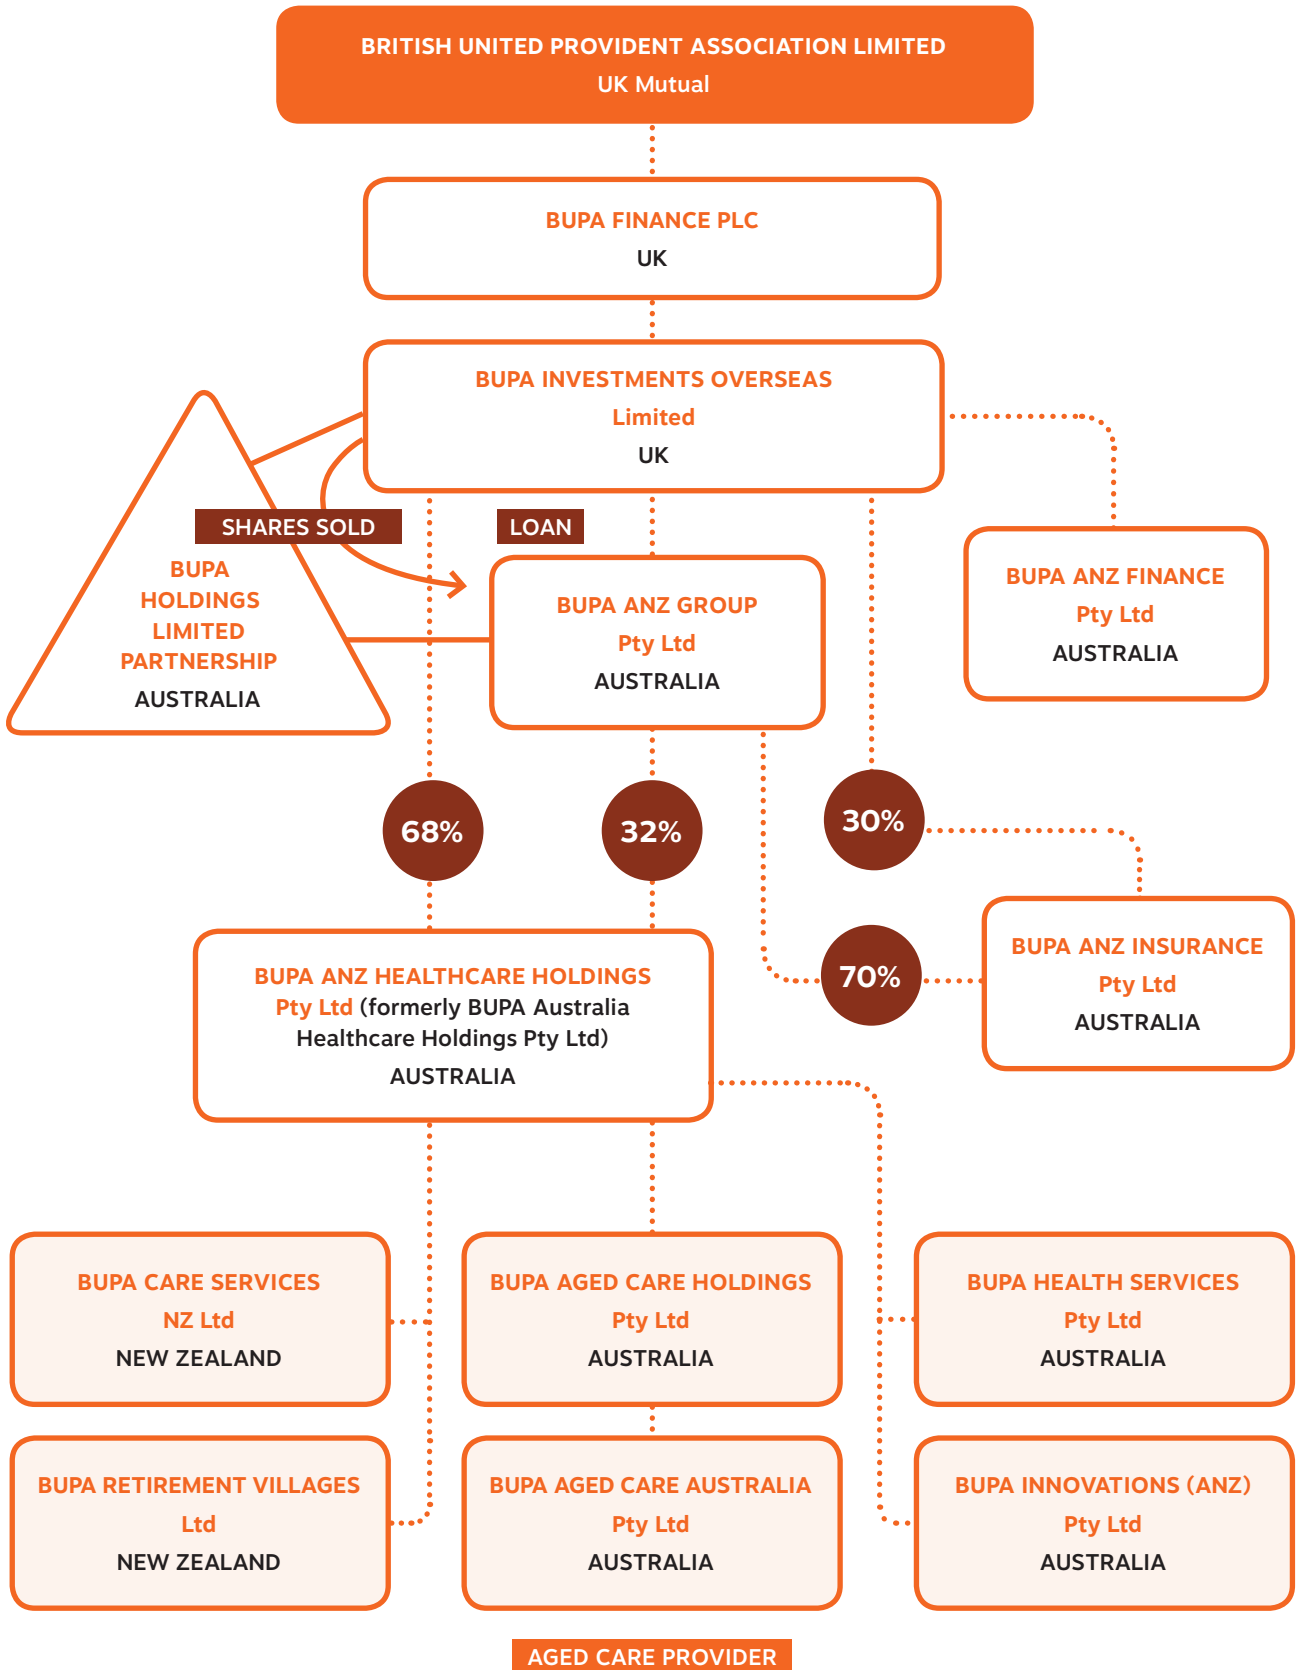 BRITISH UNITED PROVIDENT ASSOCIATION LIMITED
UK Mutual
BUPA FINANCE PLC
UK
BUPA INVESTMENTS OVERSEAS
Limited
UK
SHARES SOLD
LOAN
BUPA
HOLDINGS
LIMITED
PARTNERSHIP
AUSTRALIA
BUPA ANZ GROUP
Pty Ltd
AUSTRALIA
BUPA ANZ FINANCE
Pty Ltd
AUSTRALIA
68%
32%
30%
70%
BUPA ANZ HEALTHCARE HOLDINGS
Pty Ltd (formerly BUPA Australia
Healthcare Holdings Pty Ltd)
AUSTRALIA
BUPA ANZ INSURANCE
Pty Ltd
AUSTRALIA
BUPA CARE SERVICES
NZ Ltd
NEW ZEALAND
BUPA AGED CARE HOLDINGS
Pty Ltd
AUSTRALIA
BUPA HEALTH SERVICES
Pty Ltd
AUSTRALIA
BUPA RETIREMENT VILLAGES
Ltd
NEW ZEALAND
BUPA AGED CARE AUSTRALIA
Pty Ltd
AUSTRALIA
BUPA INNOVATIONS (ANZ)
Pty Ltd
AUSTRALIA
AGED CARE PROVIDER